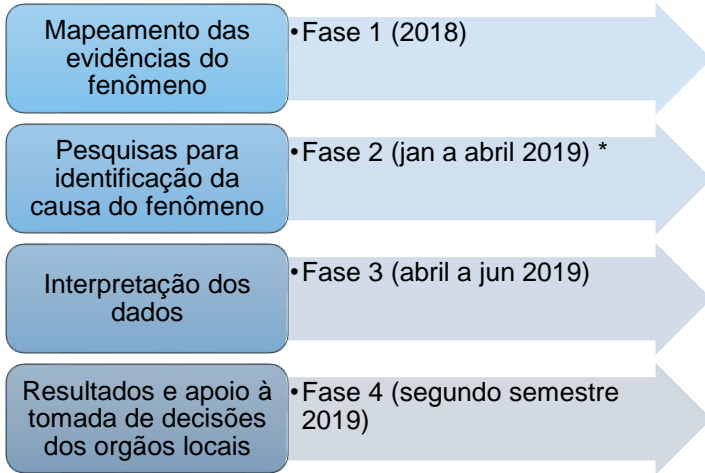 Mapeamento das
evidências do
fenômeno
•Fase 1 (2018)
Pesquisas para
identificação da
causa do fenômeno
•Fase 2 (jan a abril 2019) *
Interpretação dos
dados
•Fase 3 (abril a jun 2019)
Resultados e apoio à
tomada de decisões
dos orgãos locais
•Fase 4 (segundo semestre
2019)